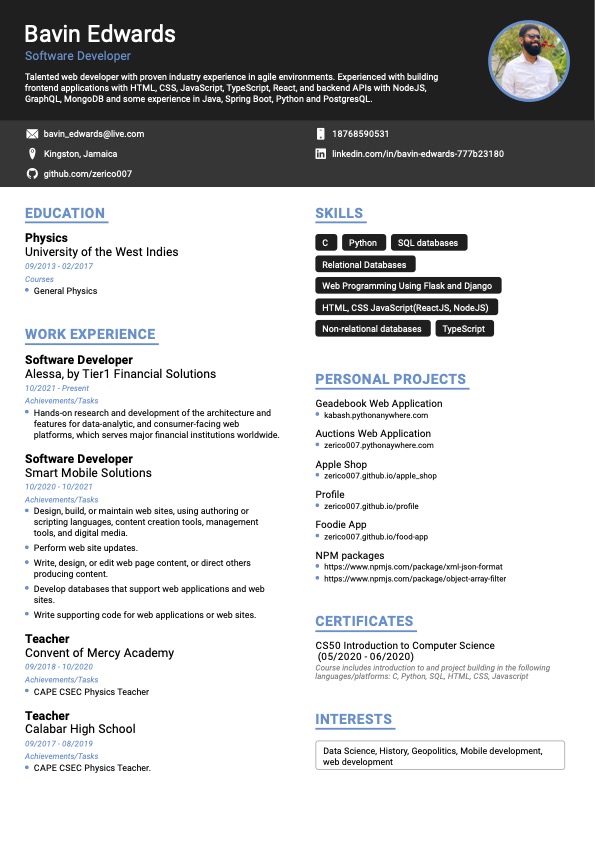 Bavin Edwards
Software Developer
Talented web developer with proven industry experience in agile environments. Experienced with building
frontend applications with HTML, CSS, JavaScript, TypeScript, React, and backend APIs with NodeJS,
GraphQL, MongoDB and some experience in Java, Spring Boot, Python and PostgresQL.
bavin_edwards@live.com
18768590531
Kingston, Jamaica
linkedin.com/in/bavin-edwards-777b23180
github.com/zerico007
EDUCATION
Physics
University of the West Indies
09/2013 - 02/2017
Courses
General Physics
WORK EXPERIENCE
Software Developer
Alessa, by Tier1 Financial Solutions
10/2021 - Present
Achievements/Tasks
Hands-on research and development of the architecture and
features for data-analytic, and consumer-facing web
platforms, which serves major financial institutions worldwide.
Software Developer
Smart Mobile Solutions
10/2020 - 10/2021
Achievements/Tasks
Design, build, or maintain web sites, using authoring or
scripting languages, content creation tools, management
tools, and digital media.
Perform web site updates.
Write, design, or edit web page content, or direct others
producing content.
Develop databases that support web applications and web
sites.
Write supporting code for web applications or web sites.
Teacher
Convent of Mercy Academy
09/2018 - 10/2020
Achievements/Tasks
CAPE CSEC Physics Teacher
Teacher
Calabar High School
09/2017 - 08/2019
Achievements/Tasks
CAPE CSEC Physics Teacher.
SKILLS
C
Python
SQL databases
Relational Databases
Web Programming Using Flask and Django
HTML, CSS JavaScript(ReactJS, NodeJS)
Non-relational databases
TypeScript
PERSONAL PROJECTS
Geadebook Web Application
kabash.pythonanywhere.com
Auctions Web Application
zerico007.pythonaywhere.com
Apple Shop
zerico007.github.io/apple_shop
Profile
zerico007.github.io/profile
Foodie App
zerico007.github.io/food-app
NPM packages
https://www.npmjs.com/package/xml-json-format
https://www.npmjs.com/package/object-array-filter
CERTIFICATES
CS50 Introduction to Computer Science
(05/2020 - 06/2020)
Course includes introduction to and project building in the following
languages/platforms: C, Python, SQL, HTML, CSS, Javascript
INTERESTS
Data Science, History, Geopolitics, Mobile development,
web development